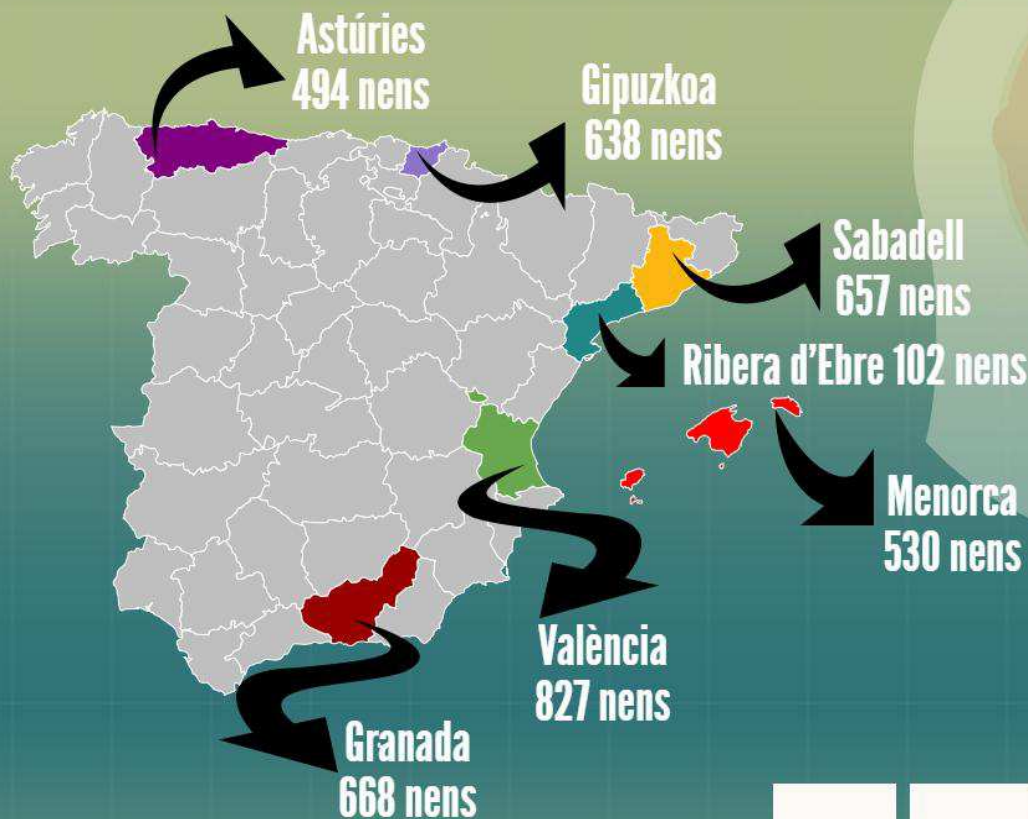 Astúries
494 nens
Gipuzkoa
638 nens
Sabadell
657 nens
Ribera d'Ebre 102 nens
Menorca
530 nens
València
827 nens
Granada
668 nens